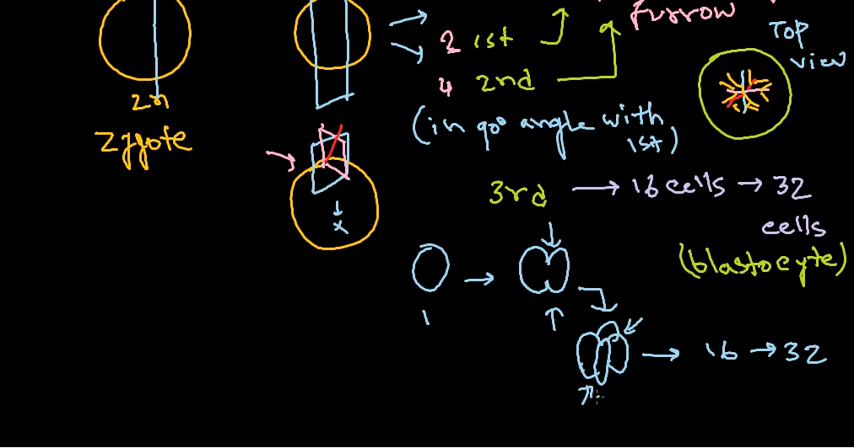 furrow
2 1st
Top view
4 2nd
2n
zygote
(in 90° angle with 1st)
3rd → 16 cells → 32 cells
(blastocyte)
↓
x
1 → ↑ → 16 → 32